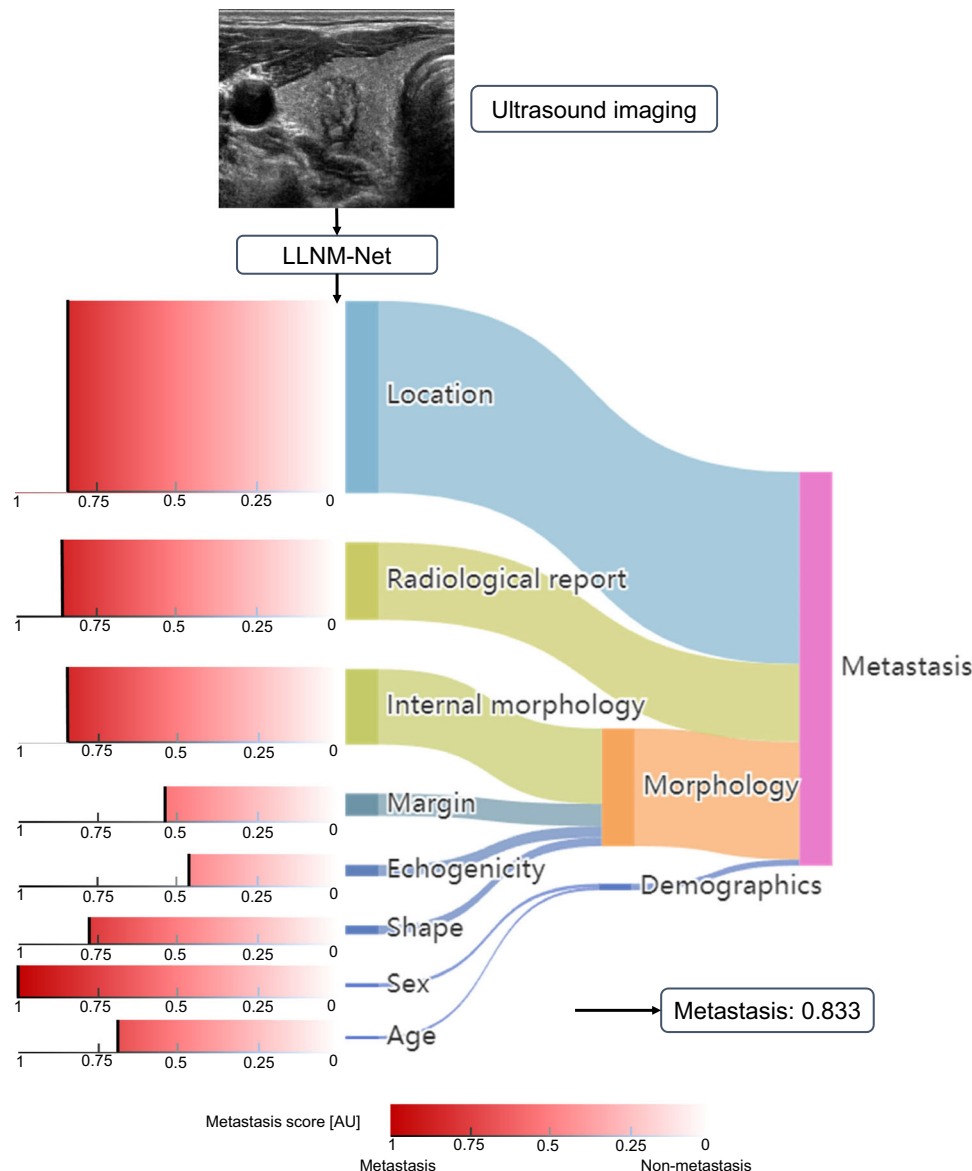 Ultrasound imaging
LLNM-Net
Location
1 0.75 0.5 0.25 0
Radiological report
1 0.75 0.5 0.25 0
Metastasis
Internal morphology
1 0.75 0.5 0.25 0
Morphology
Margin
1 0.75 0.5 0.25 0
Echogenicity
1 0.75 0.5 0.25 0
Demographics
Shape
1 0.75 0.5 0.25 0
Sex
1 0.75 0.5 0.25 0
Metastasis: 0.833
Age
1 0.75 0.5 0.25 0
Metastasis score [AU]
1 0.75 0.5 0.25 0
Metastasis Non-metastasis